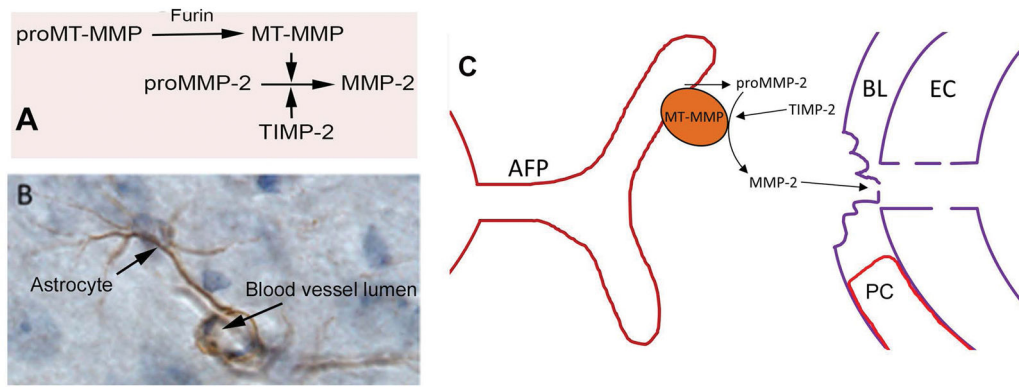 A
Furin
proMT-MMP MT-MMP
proMMP-2 MMP-2
TIMP-2
B
Astrocyte
Blood vessel lumen
C
AFP
MT-MMP
proMMP-2
TIMP-2
MMP-2
BL
EC
PC